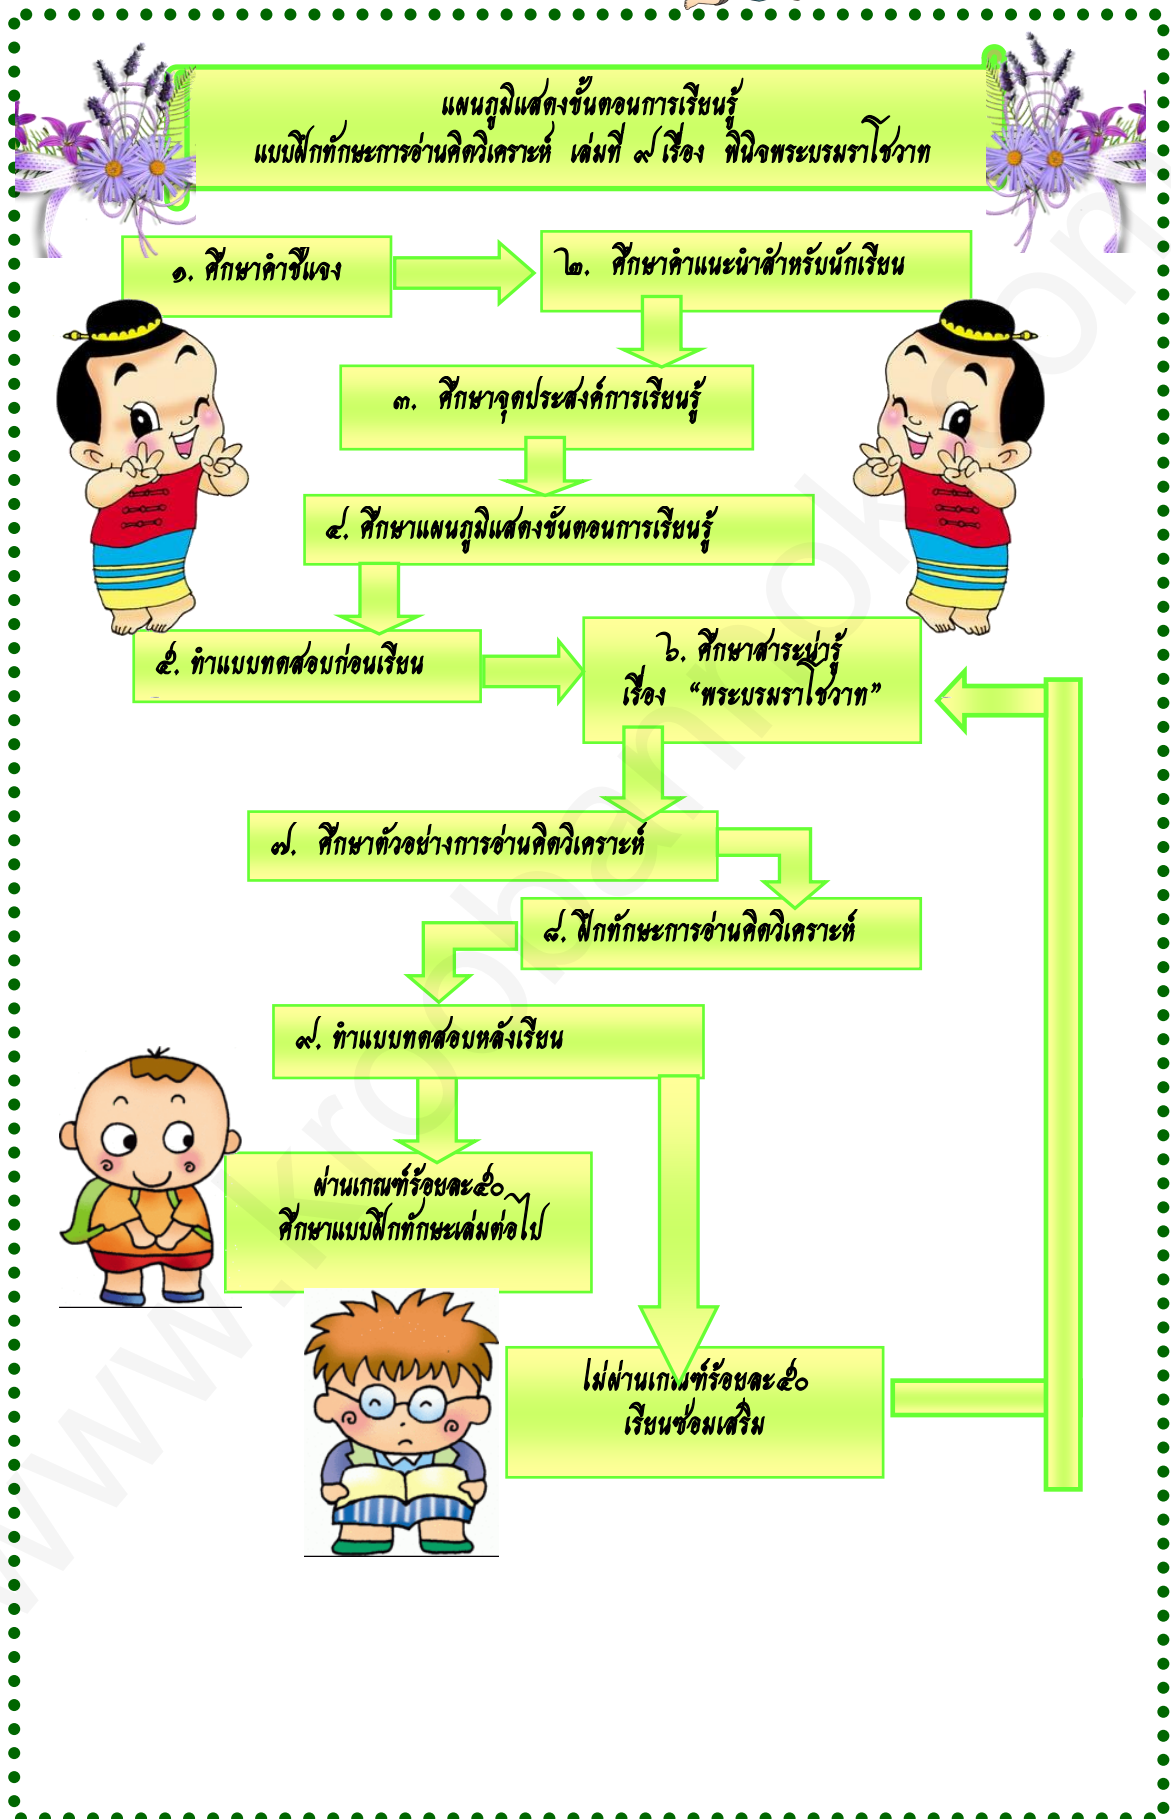 แผนภูมิแสดงขั้นตอนการเรียนรู้
แบบฝึกทักษะการอ่านคิดวิเคราะห์ เล่มที่ ๙ เรื่อง พินิจพระบรมราโชวาท
๑. ศึกษาคำชี้แจง
๒. ศึกษาคำแนะนำสำหรับนักเรียน
๓. ศึกษาจุดประสงค์การเรียนรู้
๔. ศึกษาแผนภูมิแสดงขั้นตอนการเรียนรู้
๕. ทำแบบทดสอบก่อนเรียน
๖. ศึกษาสาระน่ารู้
เรื่อง “พระบรมราโชวาท”
๗. ศึกษาตัวอย่างการอ่านคิดวิเคราะห์
๘. ฝึกทักษะการอ่านคิดวิเคราะห์
๙. ทำแบบทดสอบหลังเรียน
ผ่านเกณฑ์ร้อยละ๕๐
ศึกษาแบบฝึกทักษะเล่มต่อไป
ไม่ผ่านเกณฑ์ร้อยละ๕๐
เรียนซ่อมเสริม
www.kroobannok.com